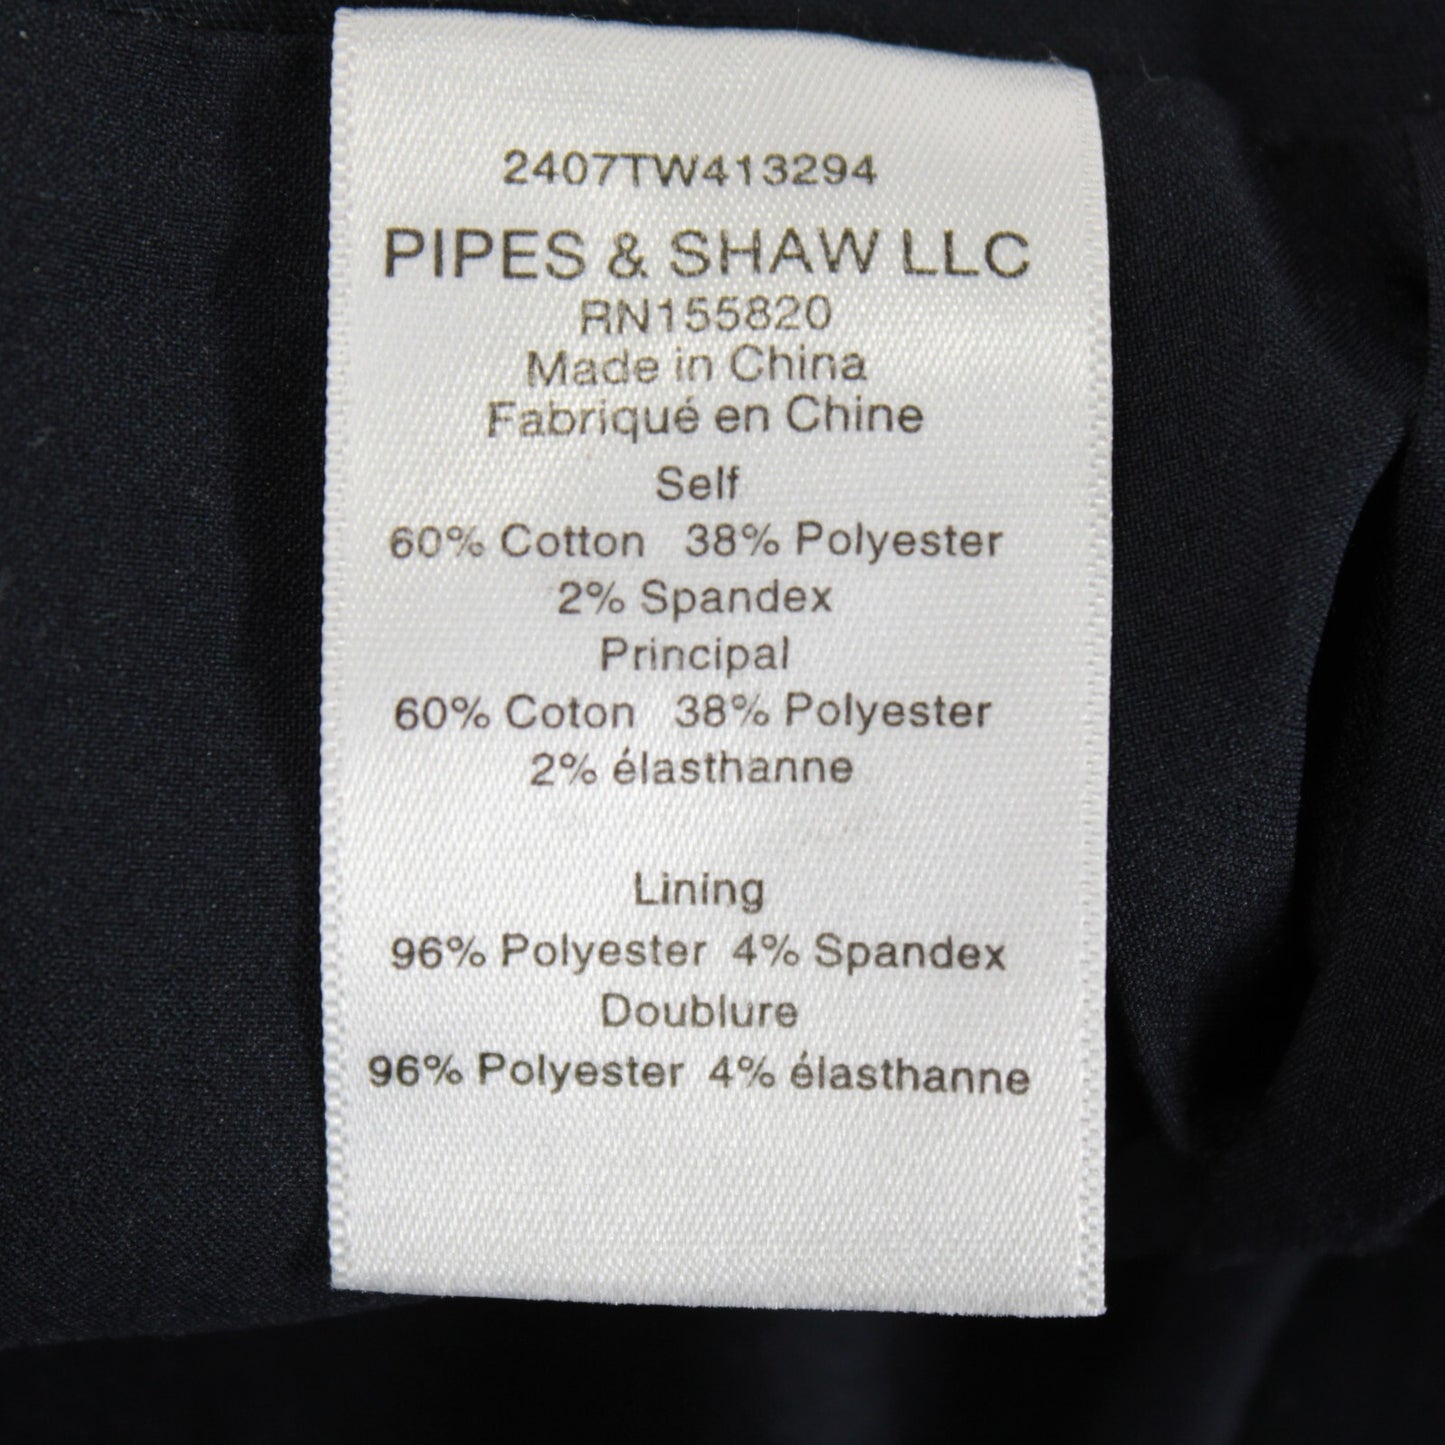 2407TW413294
PIPES & SHAW LLC
RN155820
Made in China
Fabriqué en Chine
Self
60% Cotton 38% Polyester
2% Spandex
Principal
60% Coton 38% Polyester
2% élasthanne
Lining
96% Polyester 4% Spandex
Doublure
96% Polyester 4% élasthanne